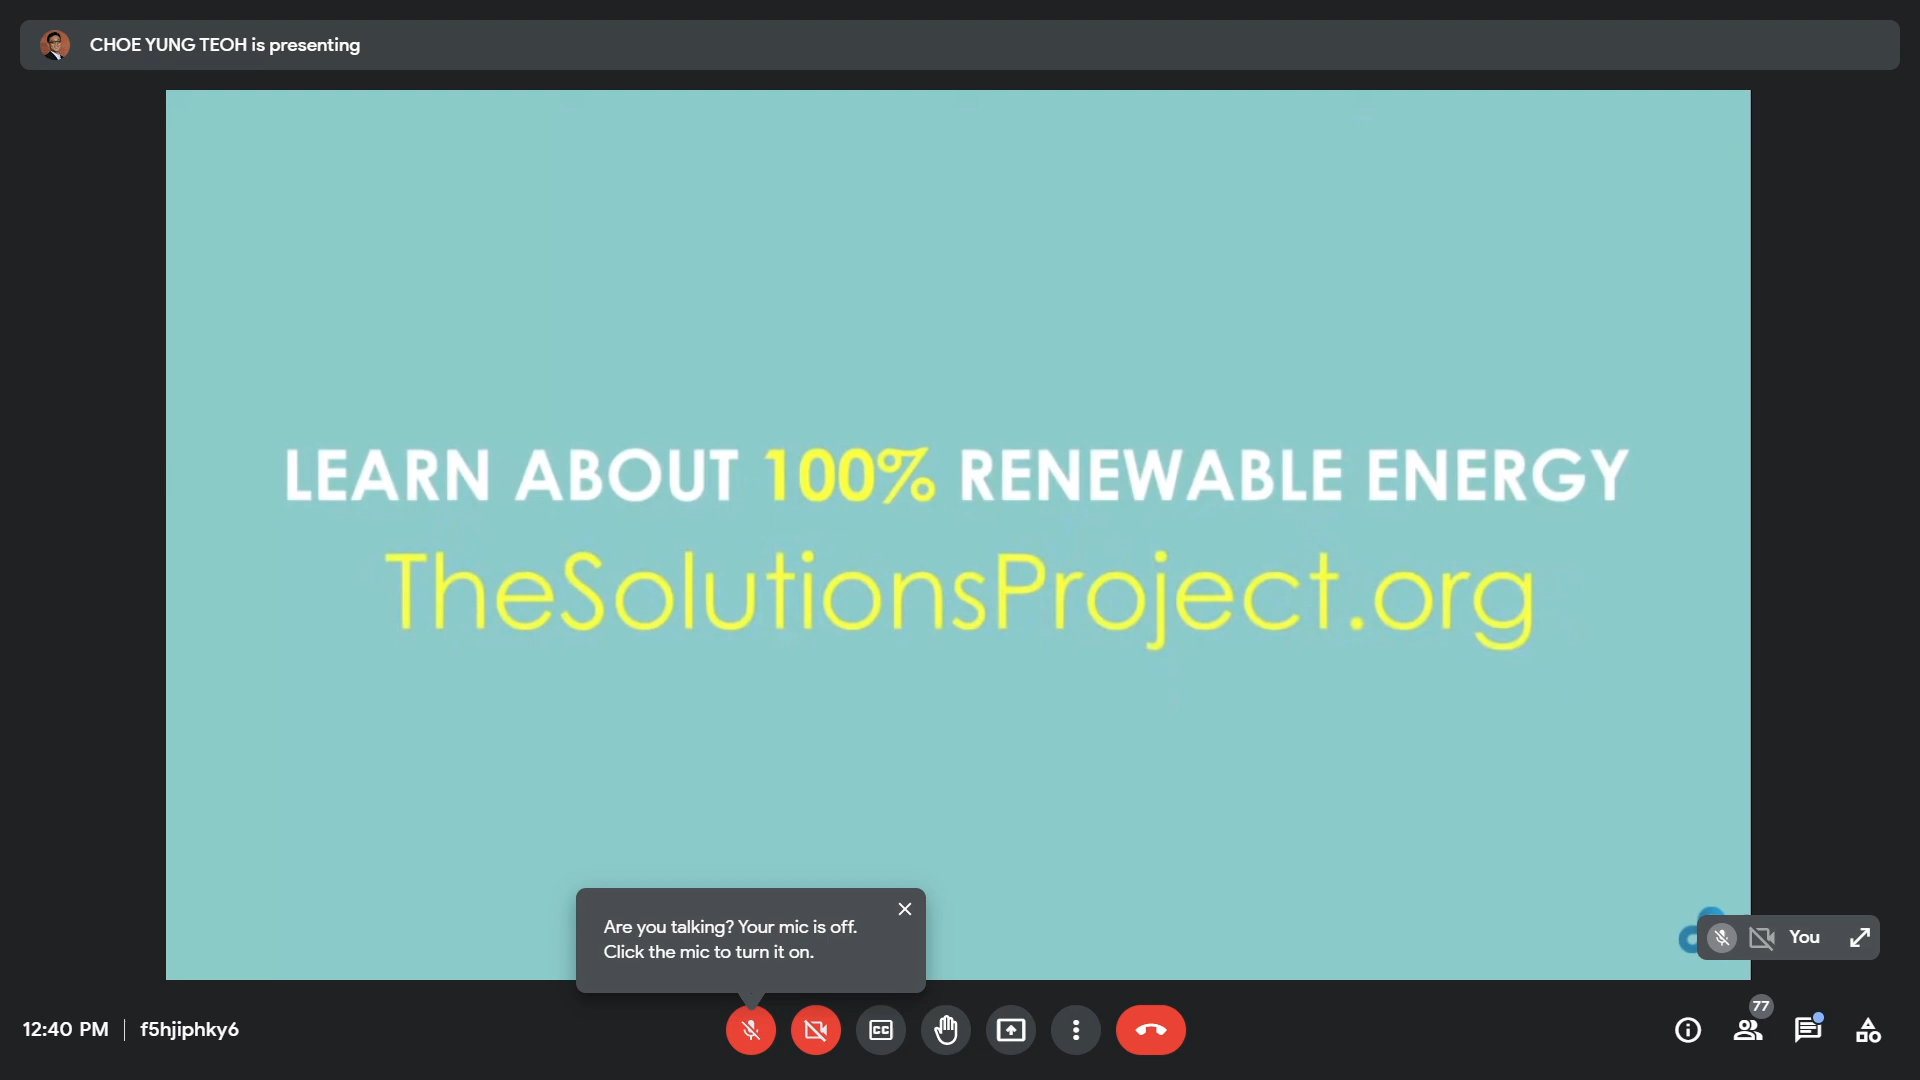 CHOE YUNG TEOH is presenting
LEARN ABOUT 100% RENEWABLE ENERGY
TheSolutionsProject.org
Are you talking? Your mic is off.
Click the mic to turn it on.
You
12:40 PM
f5hjiphky6
CC
77